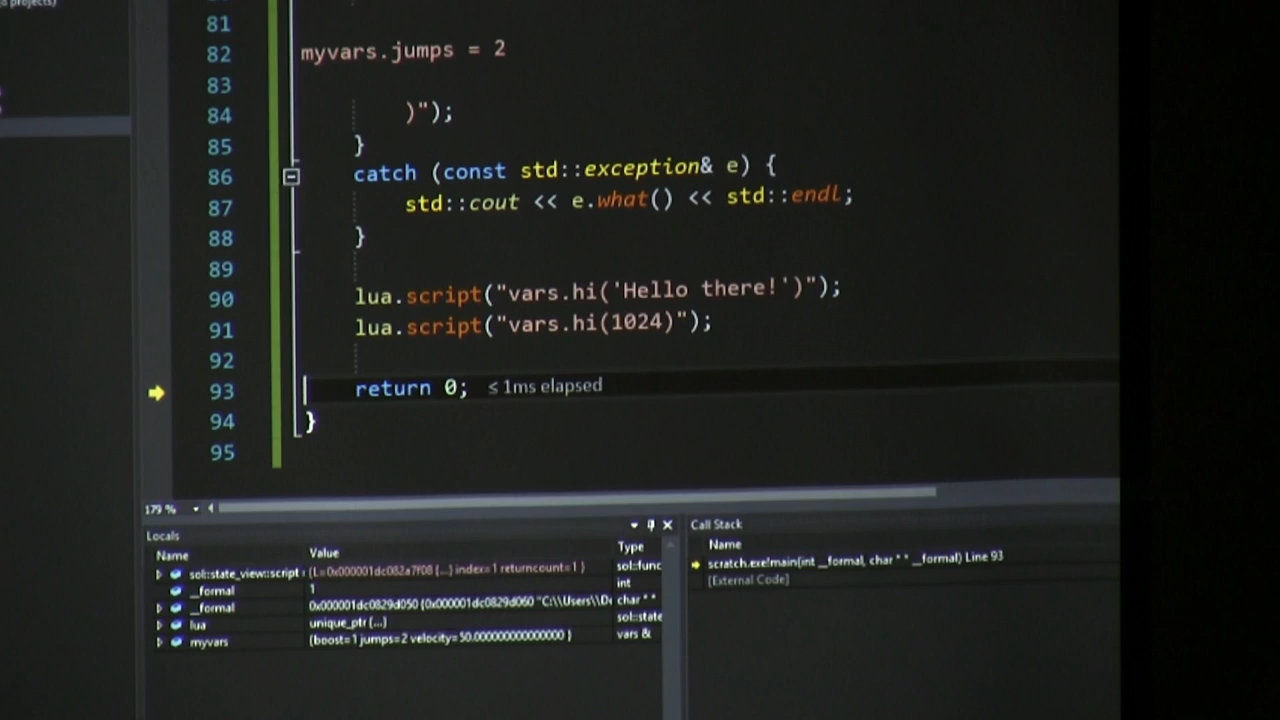 projects)
81
82 myvars.jumps = 2
83
84 )");
85 }
86 catch (const std::exception& e) {
87 std::cout << e.what() << std::endl;
88 }
89
90 lua.script("vars.hi('Hello there!')");
91 lua.script("vars.hi(1024)");
92
93 return 0; ≤ 1ms elapsed
94 }
95
179 %
Locals
Name Value Type
sol::state_view::script {L=0x000001dc082a7f08 {...} index=1 returncount=1 } sol::func
__formal 1 int
__formal 0x000001dc0829d050 {0x000001dc0829d060 "C:\\Users\\De char * *
lua unique_ptr {...} sol::state
myvars {boost=1 jumps=2 velocity=50.000000000000000 } vars &
Call Stack
Name
scratch.exe!main(int __formal, char * * __formal) Line 93
[External Code]